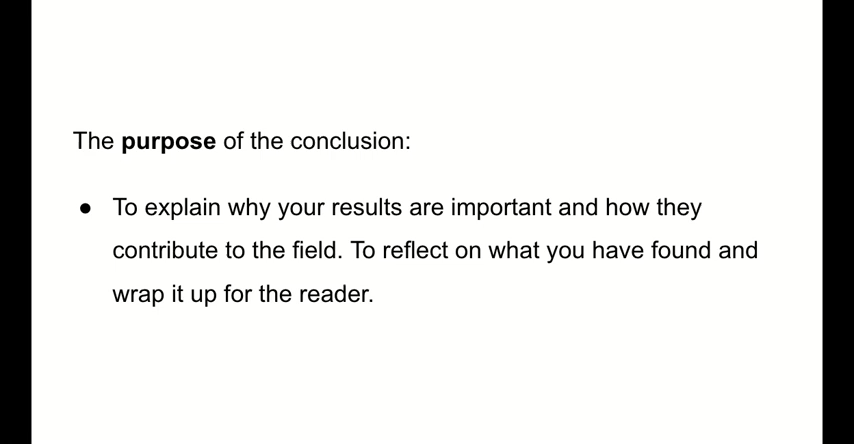 The purpose of the conclusion:
● To explain why your results are important and how they
contribute to the field. To reflect on what you have found and
wrap it up for the reader.